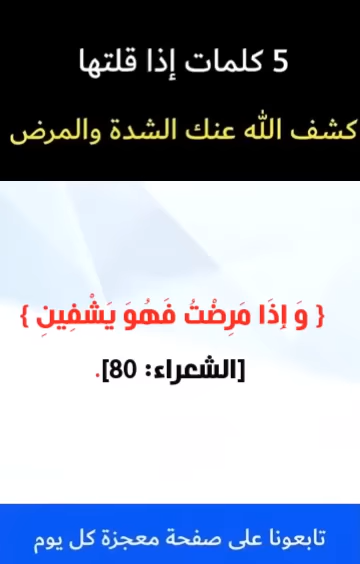 5 كلمات إذا قلتها
كشف الله عنك الشدة والمرض
{ وَ إِذَا مَرِضْتُ فَهُوَ يَشْفِينِ }
[الشعراء: 80].
تابعونا على صفحة معجزة كل يوم